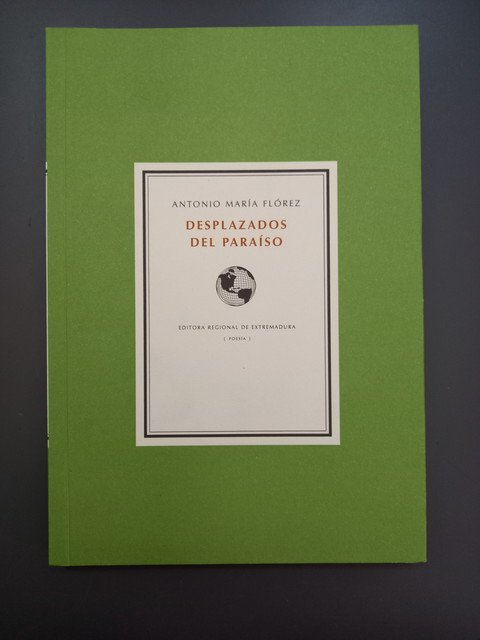 ANTONIO MARÍA FLÓREZ
DESPLAZADOS
DEL PARAÍSO
EDITORA REGIONAL DE EXTREMADURA
( POESÍA )